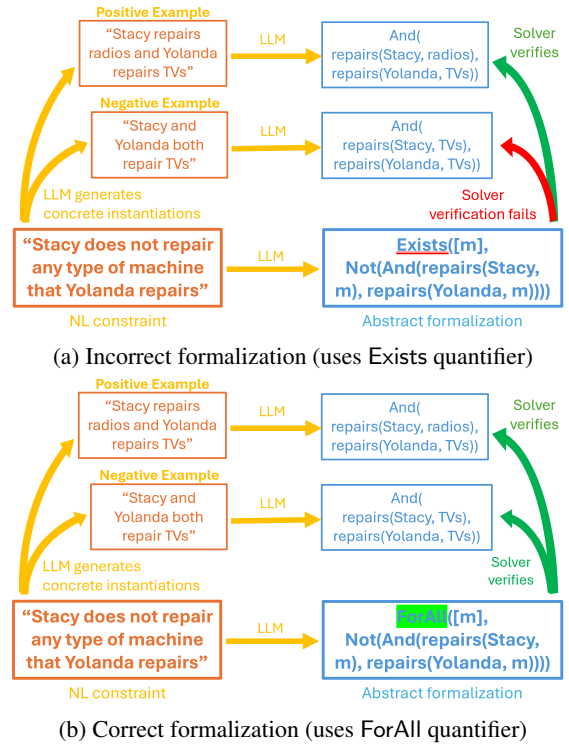 Positive Example
“Stacy repairs
radios and Yolanda
repairs TVs”
LLM
And(
repairs(Stacy, radios),
repairs(Yolanda, TVs))
Solver
verifies
Negative Example
“Stacy and
Yolanda both
repair TVs”
LLM
And(
repairs(Stacy, TVs),
repairs(Yolanda, TVs))
LLM generates
concrete instantiations
Solver
verification fails
“Stacy does not repair
any type of machine
that Yolanda repairs”
LLM
Exists([m],
Not(And(repairs(Stacy,
m), repairs(Yolanda, m))))
NL constraint
Abstract formalization
(a) Incorrect formalization (uses Exists quantifier)
Positive Example
“Stacy repairs
radios and Yolanda
repairs TVs”
LLM
And(
repairs(Stacy, radios),
repairs(Yolanda, TVs))
Solver
verifies
Negative Example
“Stacy and
Yolanda both
repair TVs”
LLM
And(
repairs(Stacy, TVs),
repairs(Yolanda, TVs))
LLM generates
concrete instantiations
Solver
verifies
“Stacy does not repair
any type of machine
that Yolanda repairs”
LLM
ForAll([m],
Not(And(repairs(Stacy,
m), repairs(Yolanda, m))))
NL constraint
Abstract formalization
(b) Correct formalization (uses ForAll quantifier)